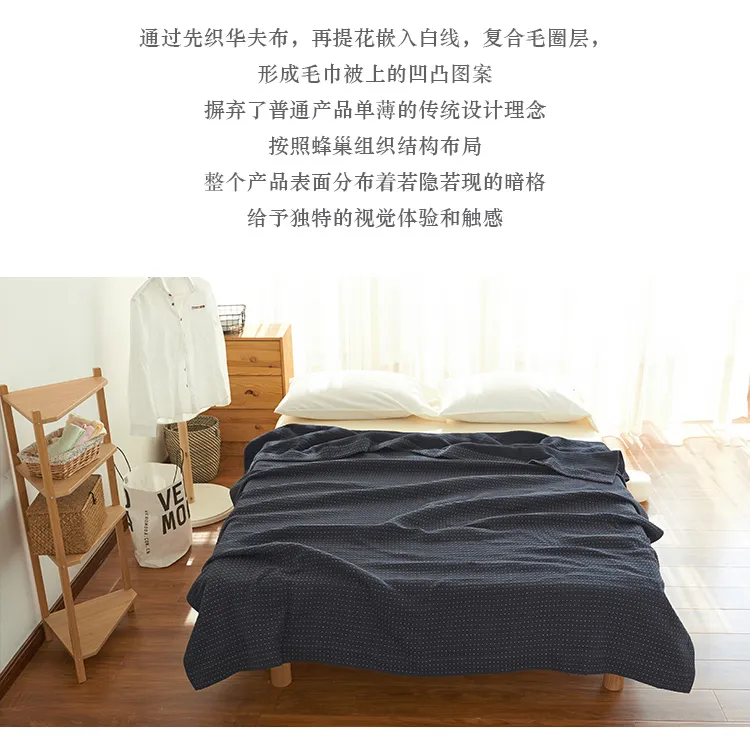 通过先织华夫布，再提花嵌入白线，复合毛圈层，
形成毛巾被上的凹凸图案
摒弃了普通产品单薄的传统设计理念
按照蜂巢组织结构布局
整个产品表面分布着若隐若现的暗格
给予独特的视觉体验和触感
VE
MO